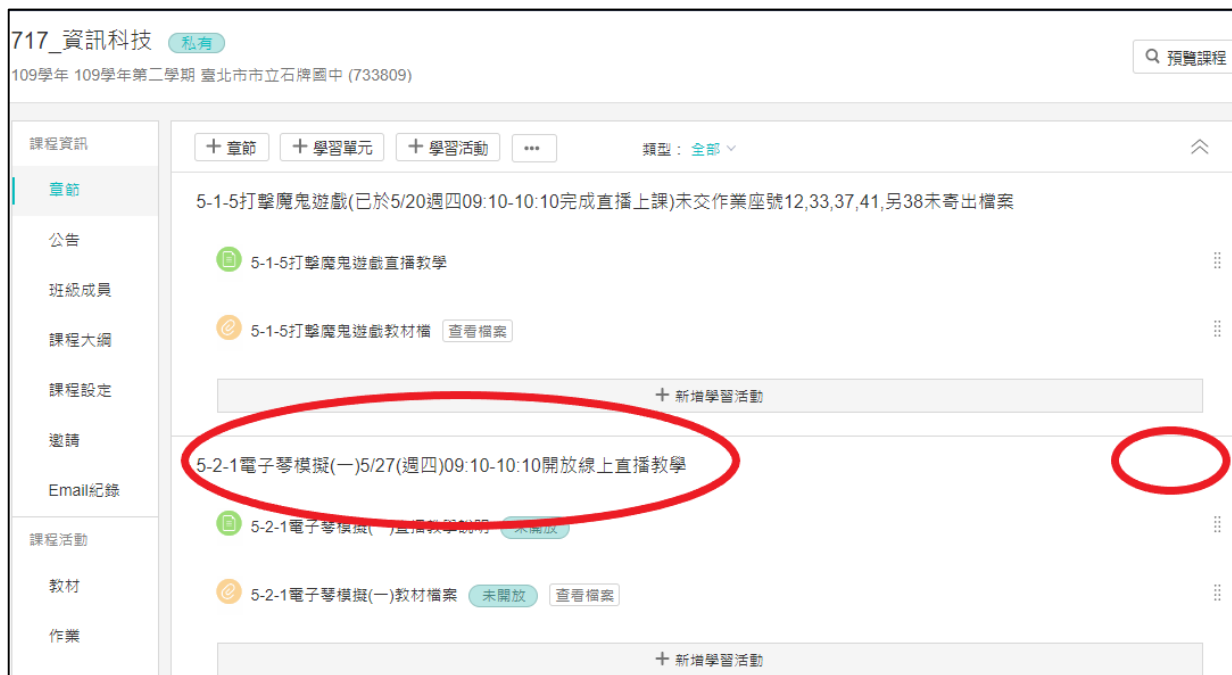 717_資訊科技 私有
109學年 109學年第二學期 臺北市市立石牌國中 (733809)
預覽課程
課程資訊
章節
公告
班級成員
課程大綱
課程設定
邀請
Email紀錄
課程活動
教材
作業
+ 章節 + 學習單元 + 學習活動 ••• 類型： 全部
5-1-5打擊魔鬼遊戲(已於5/20週四09:10-10:10完成直播上課)未交作業座號12,33,37,41,另38未寄出檔案
5-1-5打擊魔鬼遊戲直播教學
5-1-5打擊魔鬼遊戲教材檔 查看檔案
+ 新增學習活動
5-2-1電子琴模擬(一)5/27(週四)09:10-10:10開放線上直播教學
5-2-1電子琴模擬(一)直播教學說明 未開放
5-2-1電子琴模擬(一)教材檔案 未開放 查看檔案
+ 新增學習活動